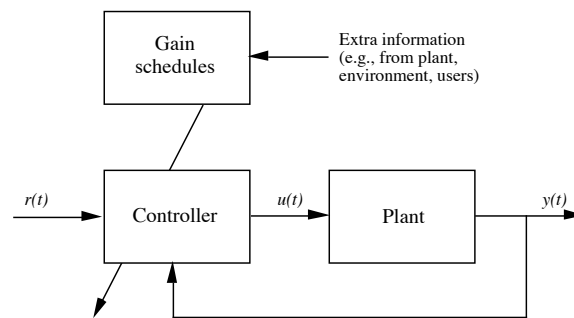 Gain
schedules
Extra information
(e.g., from plant,
environment, users)
r(t)
Controller
u(t)
Plant
y(t)